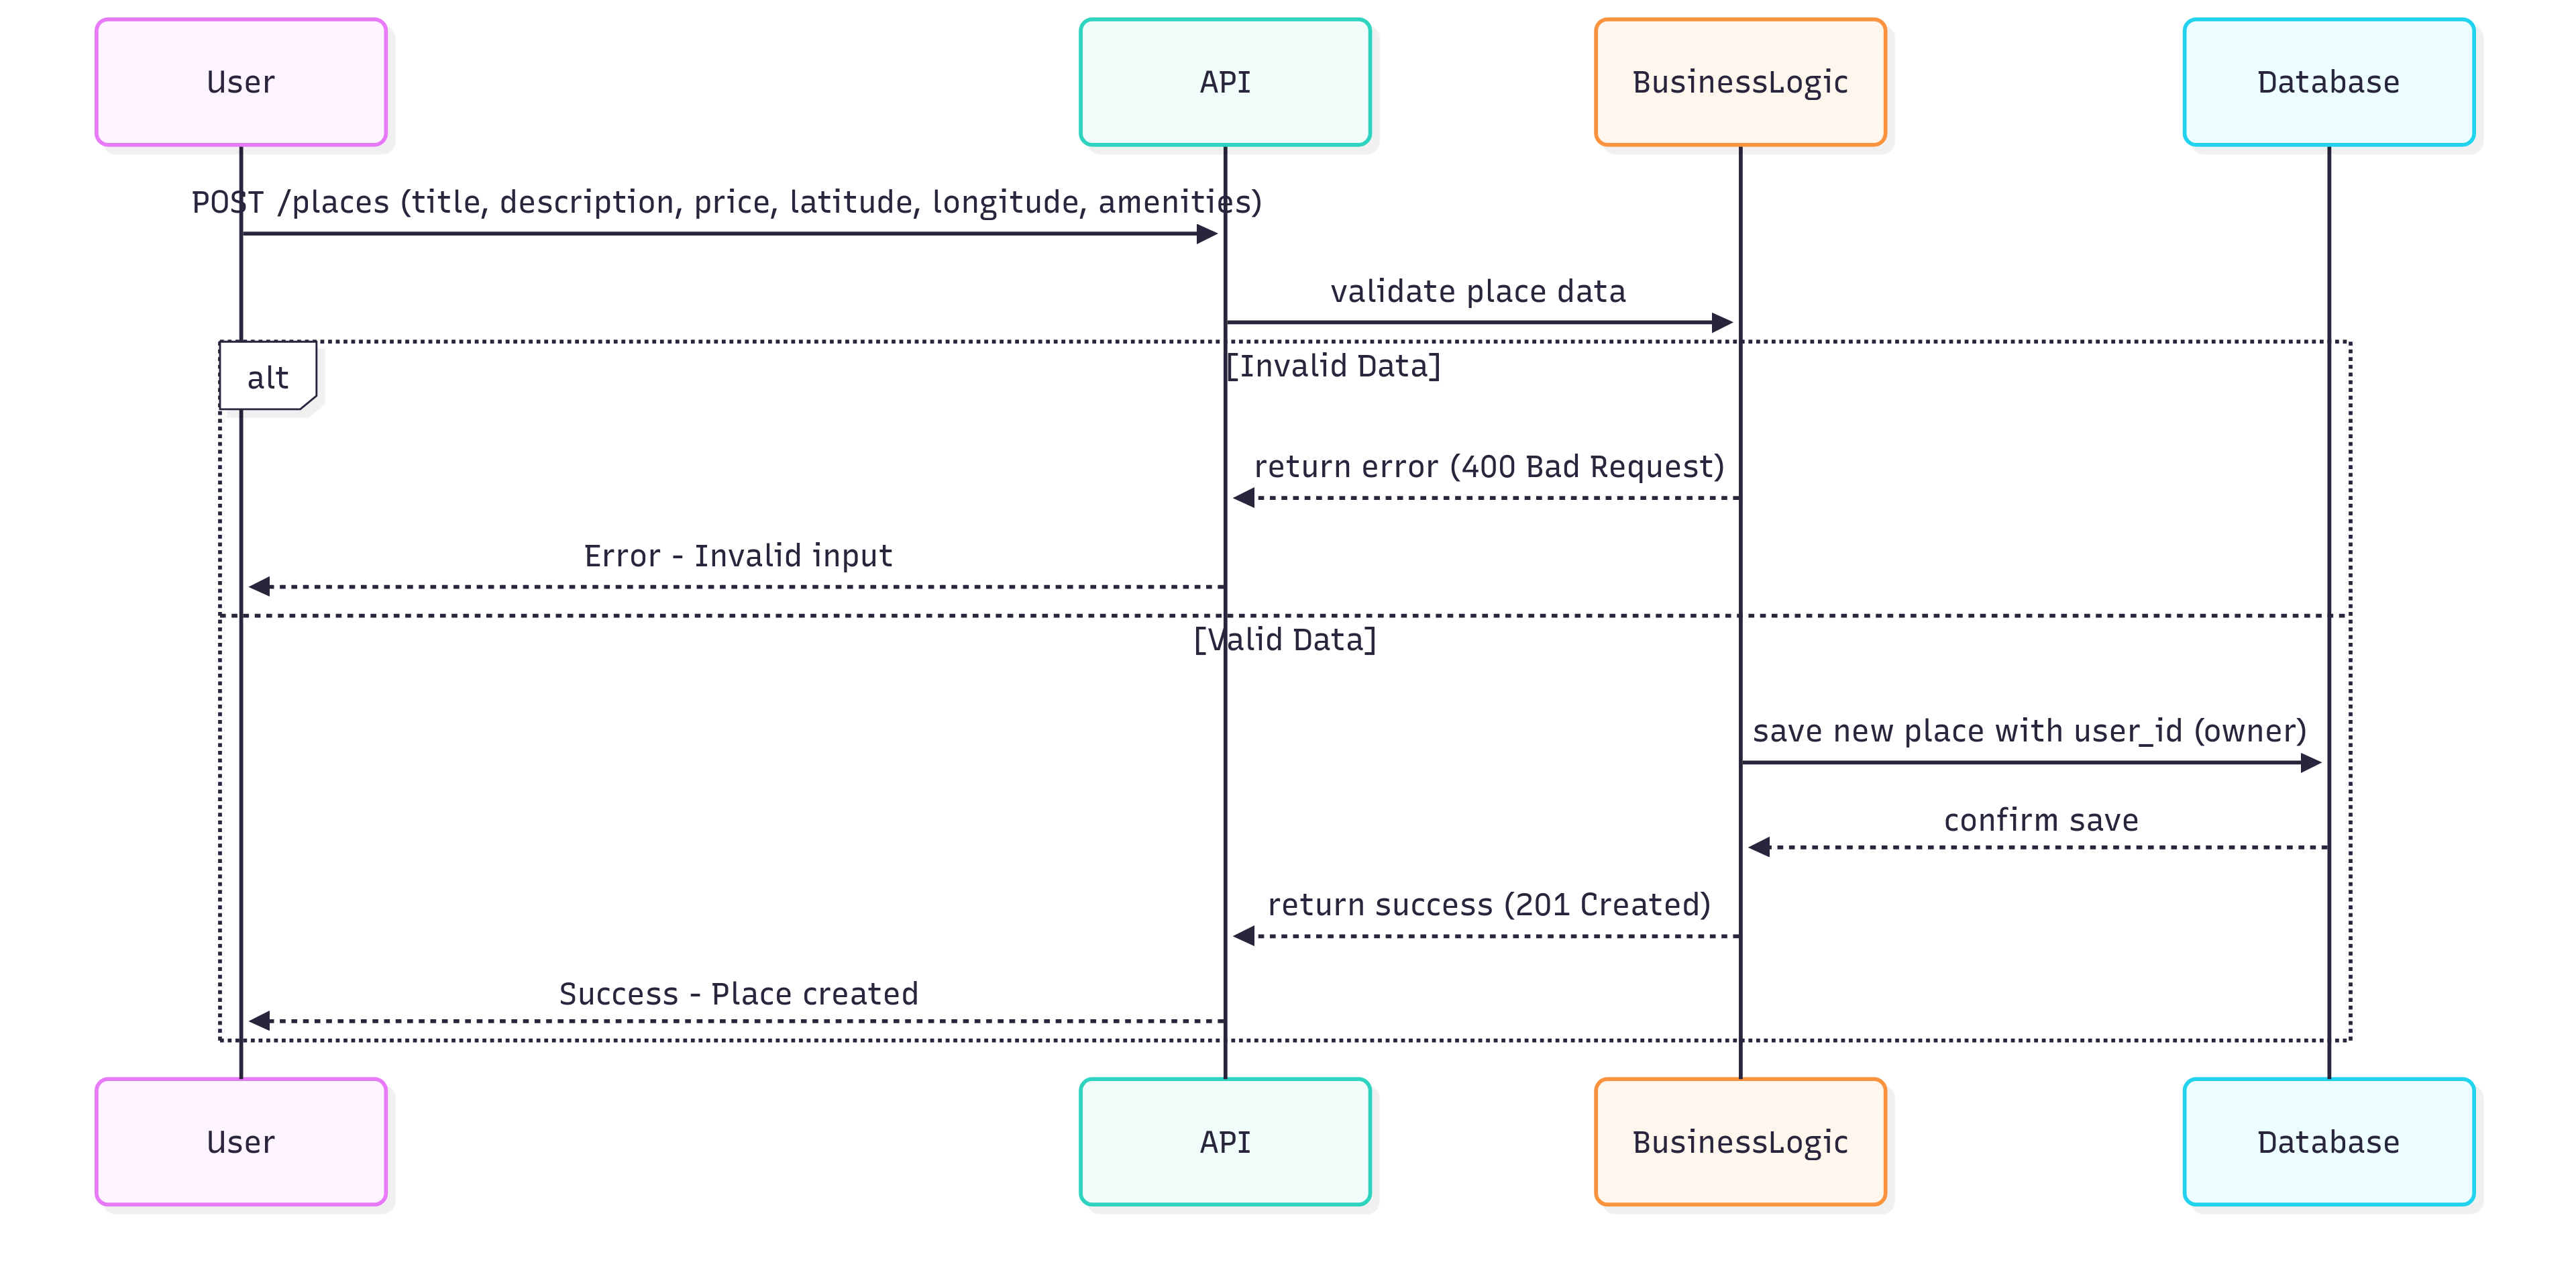 User
API
BusinessLogic
Database
POST /places (title, description, price, latitude, longitude, amenities)
validate place data
alt
[Invalid Data]
return error (400 Bad Request)
Error - Invalid input
[Valid Data]
save new place with user_id (owner)
confirm save
return success (201 Created)
Success - Place created
User
API
BusinessLogic
Database